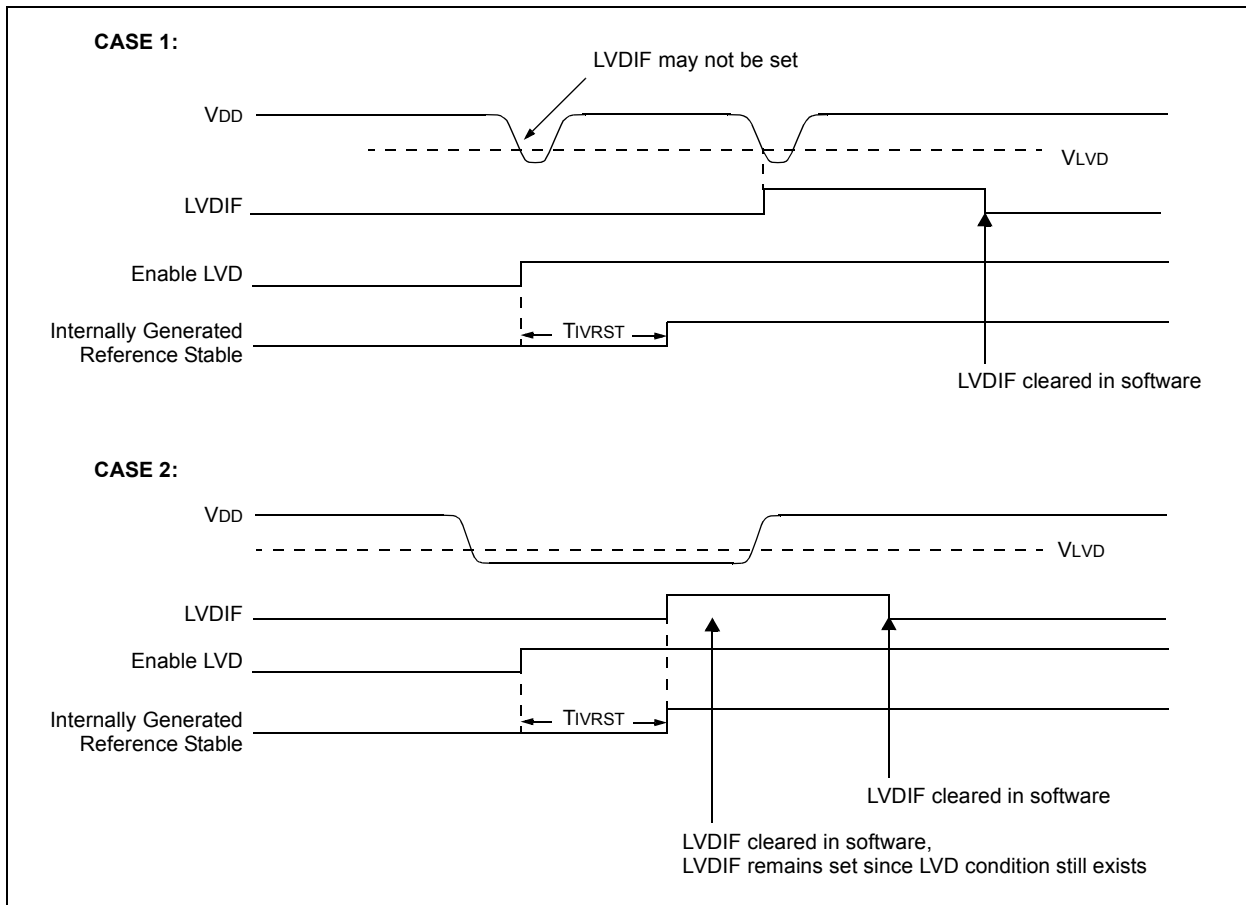 CASE 1:
LVDIF may not be set
VDD
VLVD
LVDIF
Enable LVD
Internally Generated
Reference Stable
TIVRST
LVDIF cleared in software
CASE 2:
VDD
VLVD
LVDIF
Enable LVD
Internally Generated
Reference Stable
TIVRST
LVDIF cleared in software
LVDIF cleared in software,
LVDIF remains set since LVD condition still exists